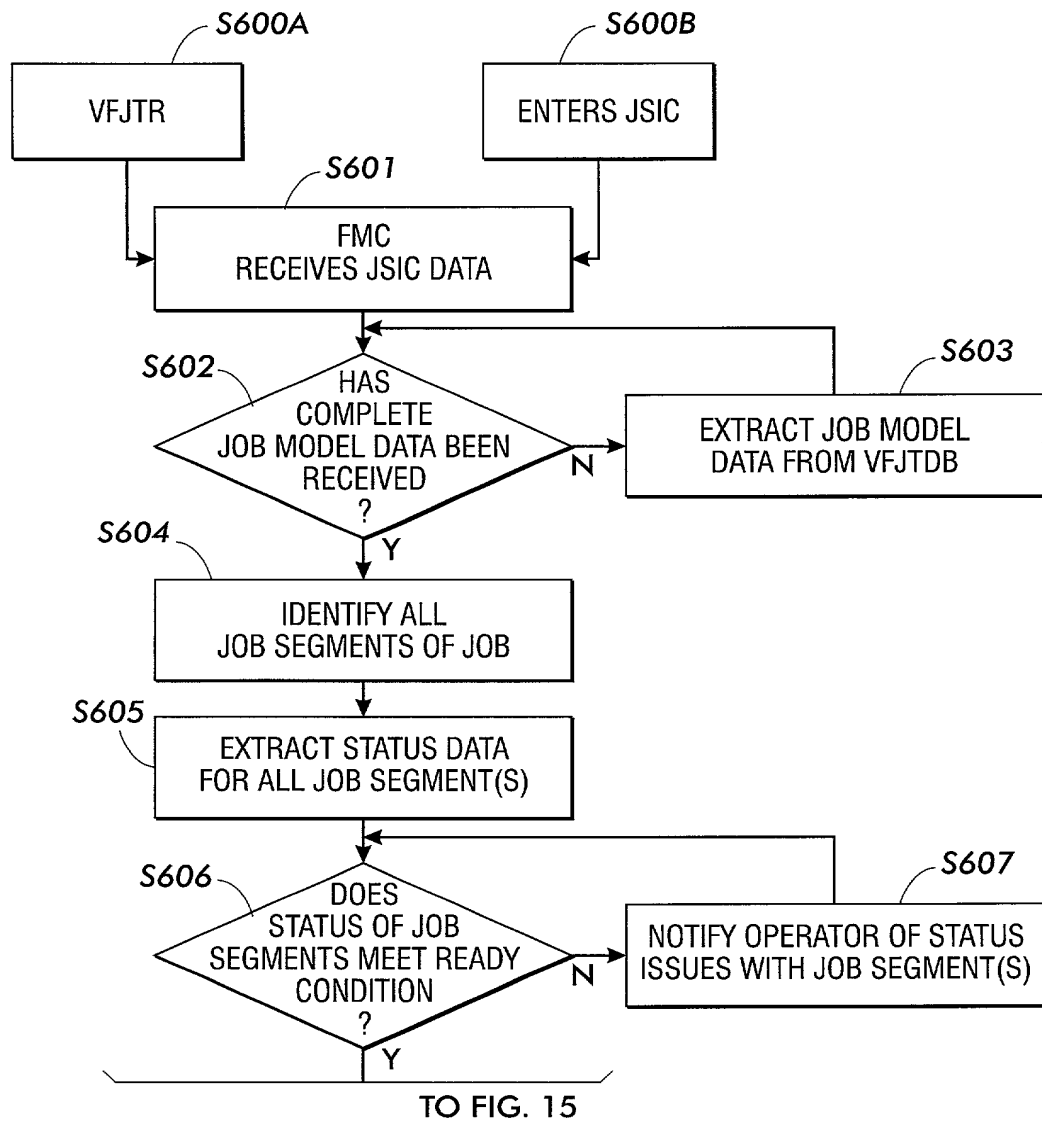 S600A
S600B
VFJTR
ENTERS JSIC
S601
FMC
RECEIVES JSIC DATA
S602
HAS
COMPLETE
JOB MODEL DATA BEEN
RECEIVED
?
N
Y
S603
EXTRACT JOB MODEL
DATA FROM VFJTDB
S604
IDENTIFY ALL
JOB SEGMENTS OF JOB
S605
EXTRACT STATUS DATA
FOR ALL JOB SEGMENT(S)
S606
DOES
STATUS OF JOB
SEGMENTS MEET READY
CONDITION
?
N
Y
S607
NOTIFY OPERATOR OF STATUS
ISSUES WITH JOB SEGMENT(S)
TO FIG. 15